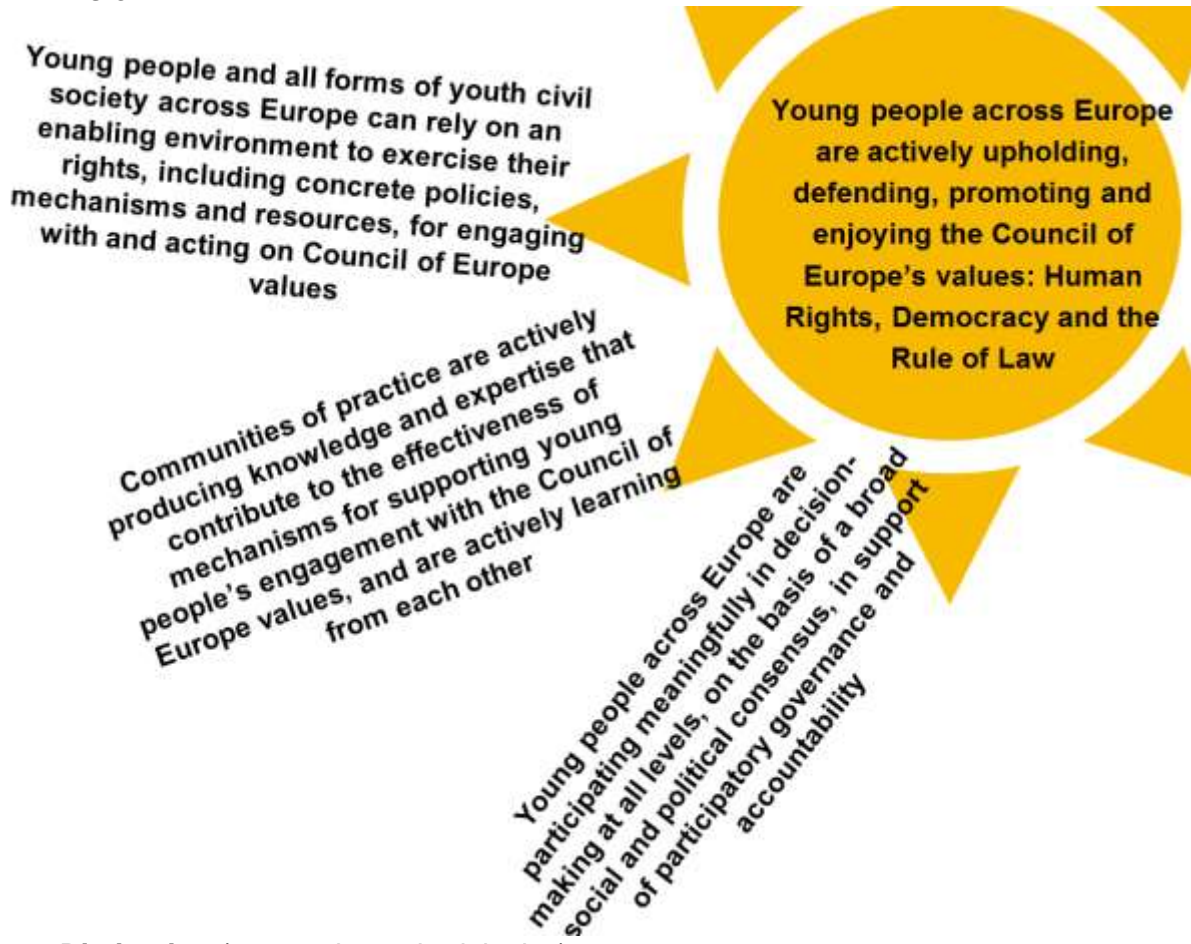 Young people and all forms of youth civil
society across Europe can rely on an
enabling environment to exercise their
rights, including concrete policies,
mechanisms and resources, for engaging
with and acting on Council of Europe
values
Young people across Europe
are actively upholding,
defending, promoting and
enjoying the Council of
Europe's values: Human
Rights, Democracy and the
Rule of Law
Communities of practice are actively
producing knowledge and expertise that
contribute to the effectiveness of
mechanisms for supporting young
people's engagement with the Council of
Europe values, and are actively learning
from each other
Young people across Europe are
participating meaningfully in decision-
making at all levels, on the basis of a broad
social and political consensus, in support
of participatory governance and
accountability